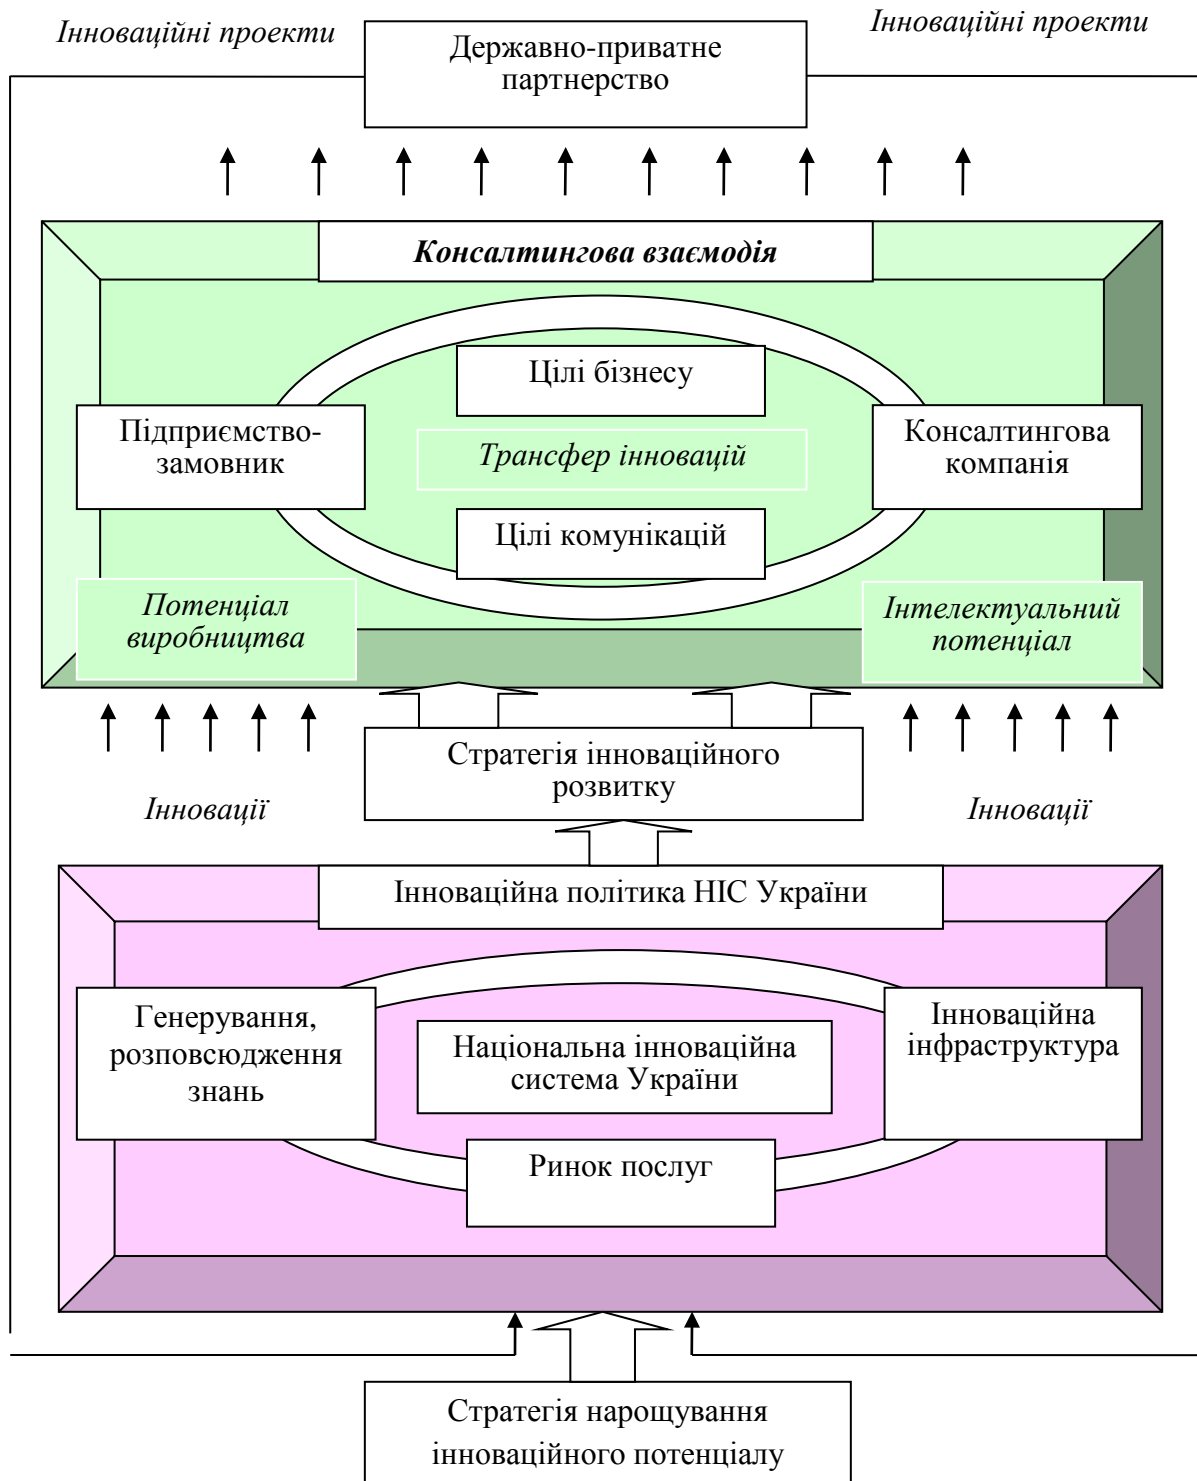 Інноваційні проекти
Інноваційні проекти
Державно-приватне
партнерство
Консалтингова взаємодія
Цілі бізнесу
Підприємство-
замовник
Трансфер інновацій
Консалтингова
компанія
Цілі комунікацій
Потенціал
виробництва
Інтелектуальний
потенціал
Стратегія інноваційного
розвитку
Інновації
Інновації
Інноваційна політика НІС України
Генерування,
розповсюдження
знань
Національна інноваційна
система України
Інноваційна
інфраструктура
Ринок послуг
Стратегія нарощування
інноваційного потенціалу